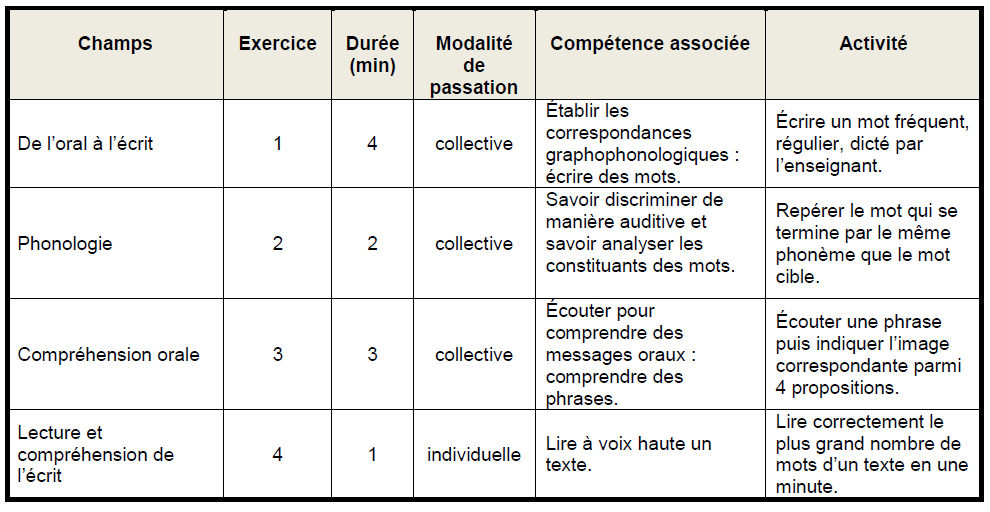 Champs
Exercice
Durée
(min)
Modalité
de
passation
Compétence associée
Activité
De l’oral à l’écrit
1
4
collective
Établir les
correspondances
graphophonologiques :
écrire des mots.
Écrire un mot fréquent,
régulier, dicté par
l’enseignant.
Phonologie
2
2
collective
Savoir discriminer de
manière auditive et
savoir analyser les
constituants des mots.
Repérer le mot qui se
termine par le même
phonème que le mot
cible.
Compréhension orale
3
3
collective
Écouter pour
comprendre des
messages oraux :
comprendre des
phrases.
Écouter une phrase
puis indiquer l’image
correspondante parmi
4 propositions.
Lecture et
compréhension de
l’écrit
4
1
individuelle
Lire à voix haute un
texte.
Lire correctement le
plus grand nombre de
mots d’un texte en une
minute.